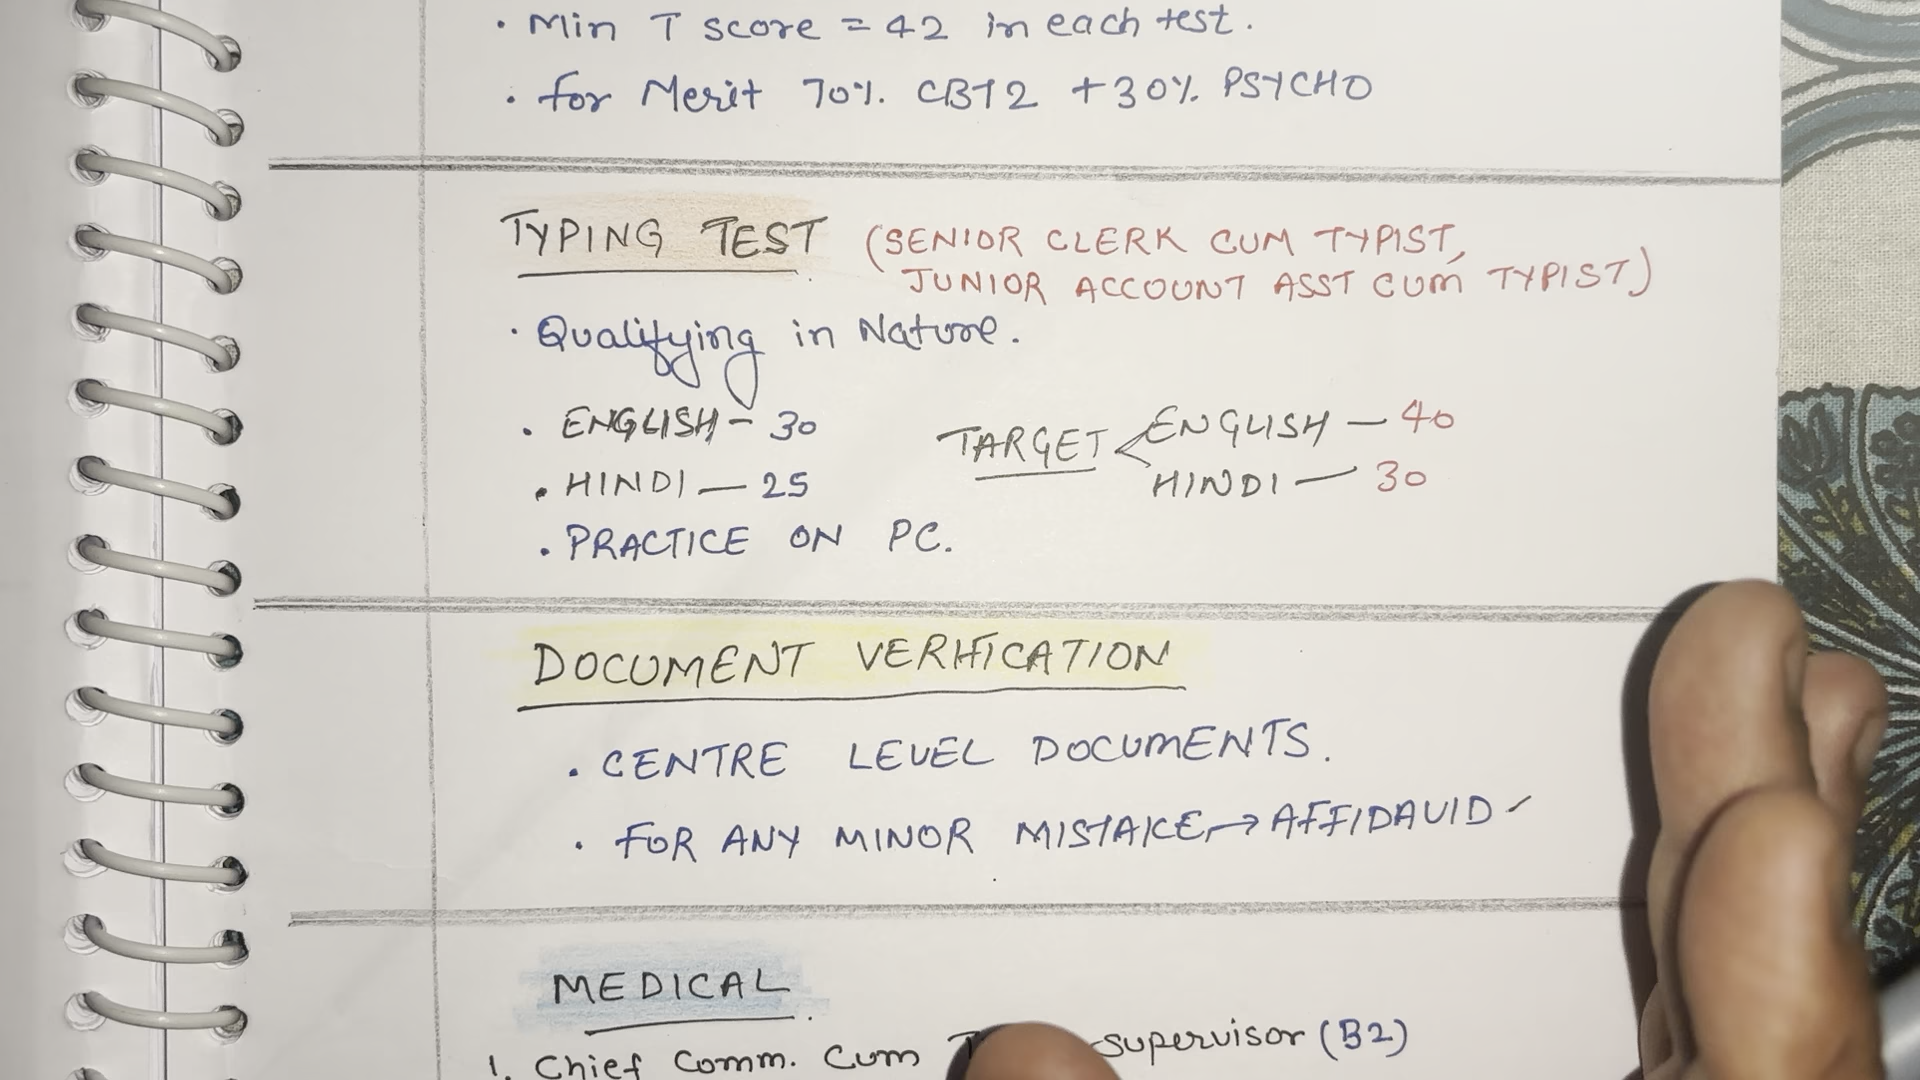 · Min T score = 42 in each test.
· for Merit 70%. CBT2 +30%. PSYCHO
TYPING TEST (SENIOR CLERK CUM TYPIST,
JUNIOR ACCOUNT ASST CUM TYPIST)
· Qualifying in Nature.
· ENGLISH - 30 TARGET < ENGLISH — 40
· HINDI — 25 HINDI — 30
· PRACTICE ON PC.
DOCUMENT VERIFICATION
· CENTRE LEVEL DOCUMENTS.
· FOR ANY MINOR MISTAKE → AFFIDAVID
MEDICAL
1. Chief Comm. Cum supervisor (B2)